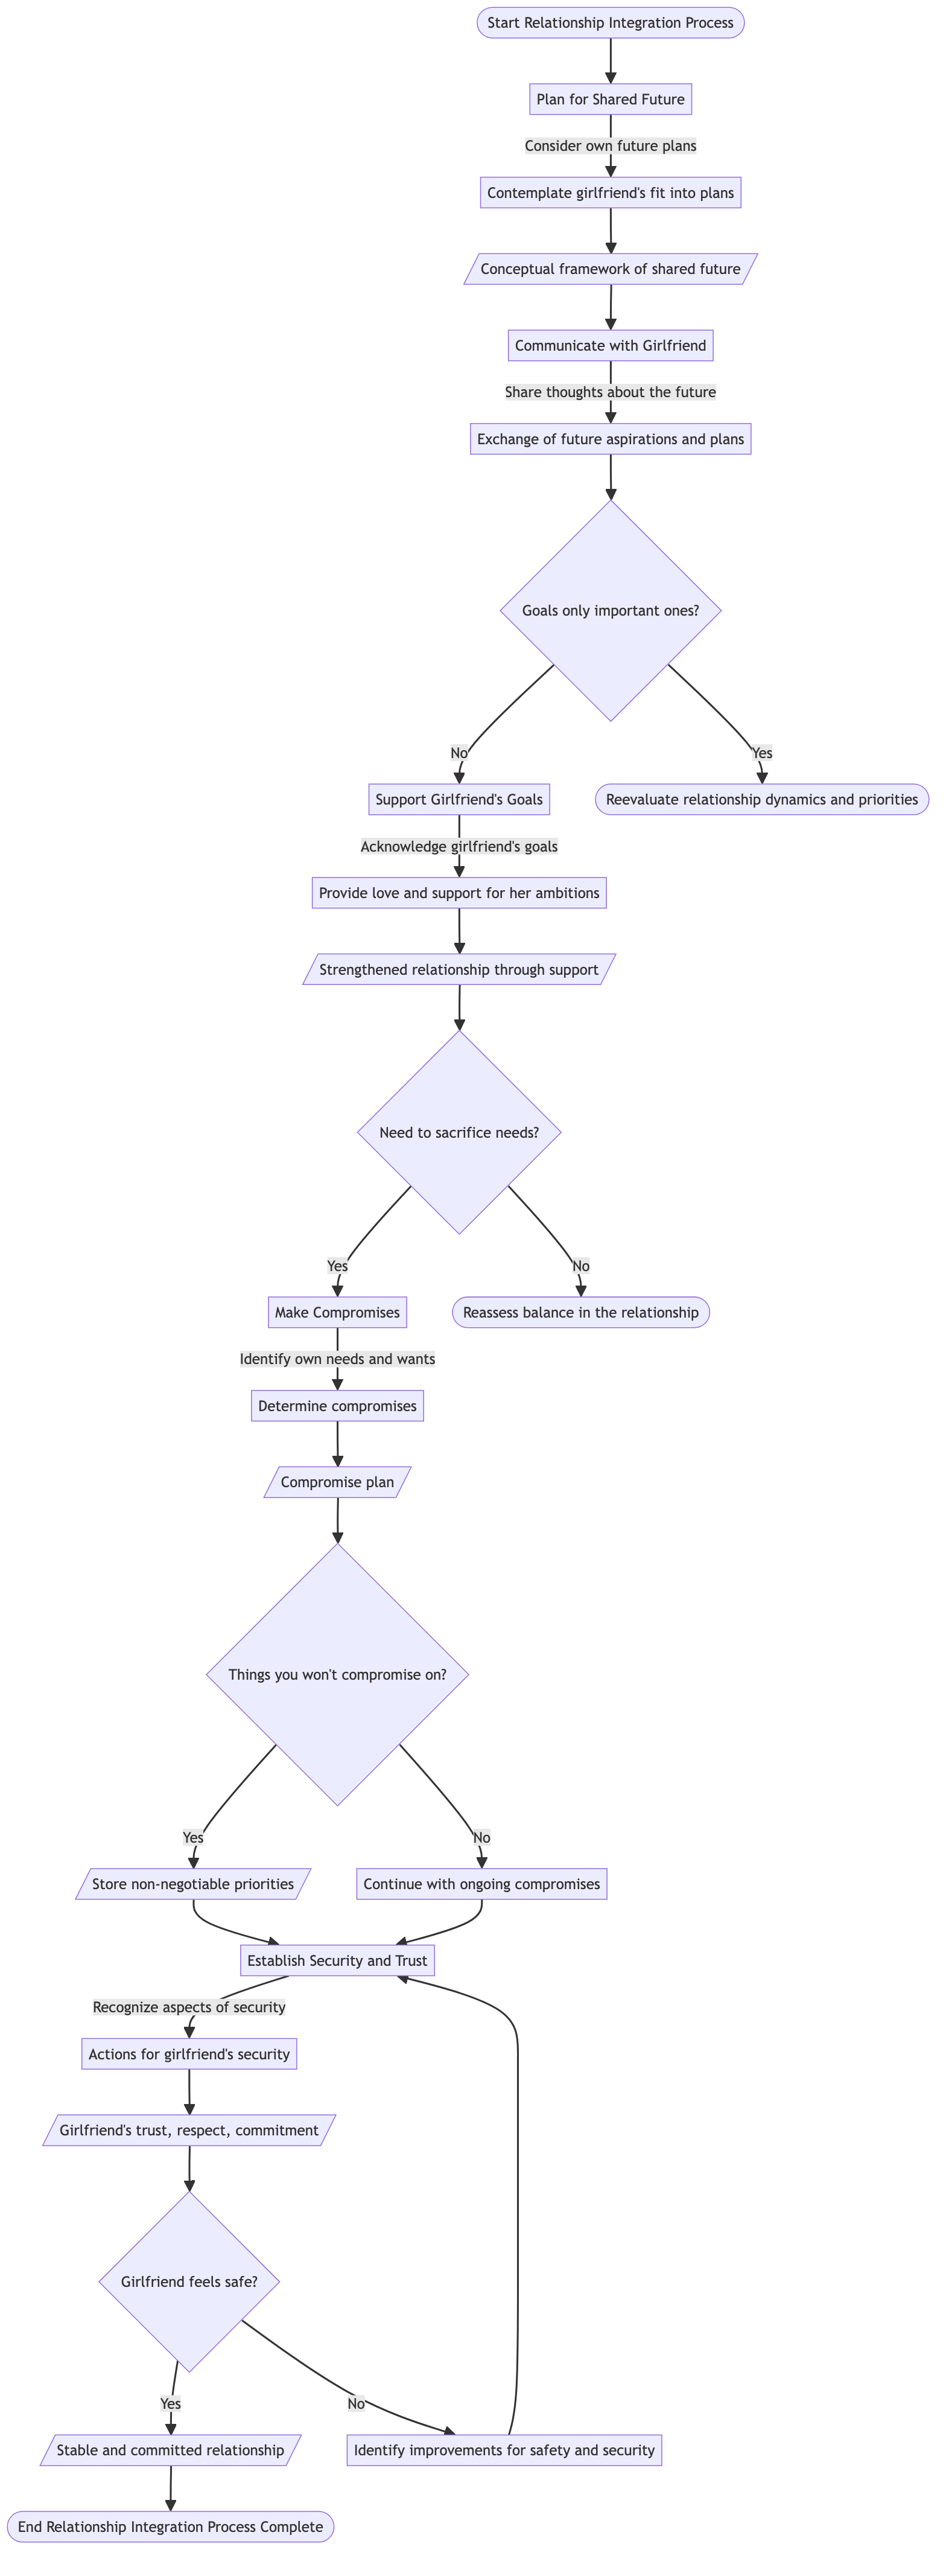 Start Relationship Integration Process
Plan for Shared Future
Consider own future plans
Contemplate girlfriend's fit into plans
Conceptual framework of shared future
Communicate with Girlfriend
Share thoughts about the future
Exchange of future aspirations and plans
Goals only important ones?
No
Yes
Support Girlfriend's Goals
Reevaluate relationship dynamics and priorities
Acknowledge girlfriend's goals
Provide love and support for her ambitions
Strengthened relationship through support
Need to sacrifice needs?
Yes
No
Make Compromises
Reassess balance in the relationship
Identify own needs and wants
Determine compromises
Compromise plan
Things you won't compromise on?
Yes
No
Store non-negotiable priorities
Continue with ongoing compromises
Establish Security and Trust
Recognize aspects of security
Actions for girlfriend's security
Girlfriend's trust, respect, commitment
Girlfriend feels safe?
Yes
No
Stable and committed relationship
Identify improvements for safety and security
End Relationship Integration Process Complete